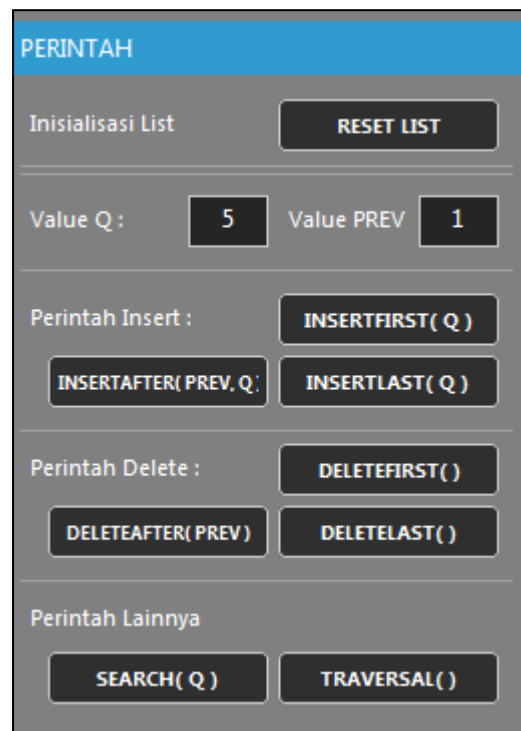 PERINTAH
Inisialisasi List RESET LIST
Value Q : 5 Value PREV 1
Perintah Insert : INSERTFIRST( Q )
INSERTAFTER( PREV, Q ) INSERTLAST( Q )
Perintah Delete : DELETEFIRST( )
DELETEAFTER( PREV ) DELETELAST( )
Perintah Lainnya
SEARCH( Q ) TRAVERSAL( )